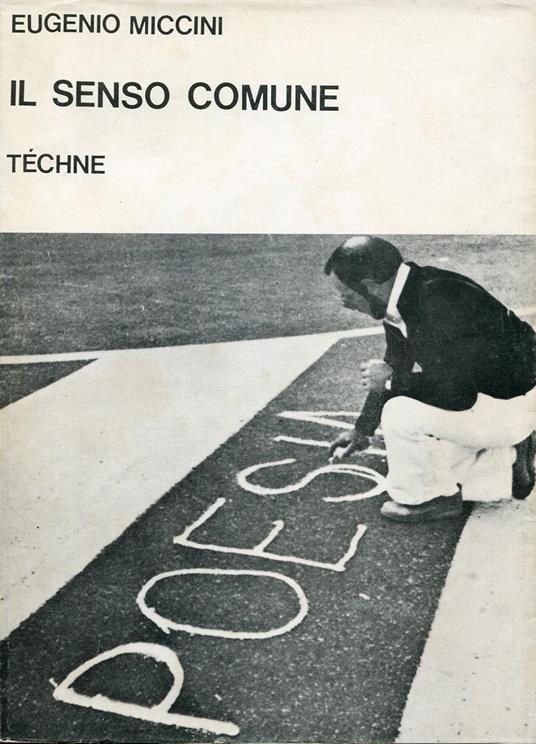 EUGENIO MICCINI
IL SENSO COMUNE
TÉCHNE
POESIA